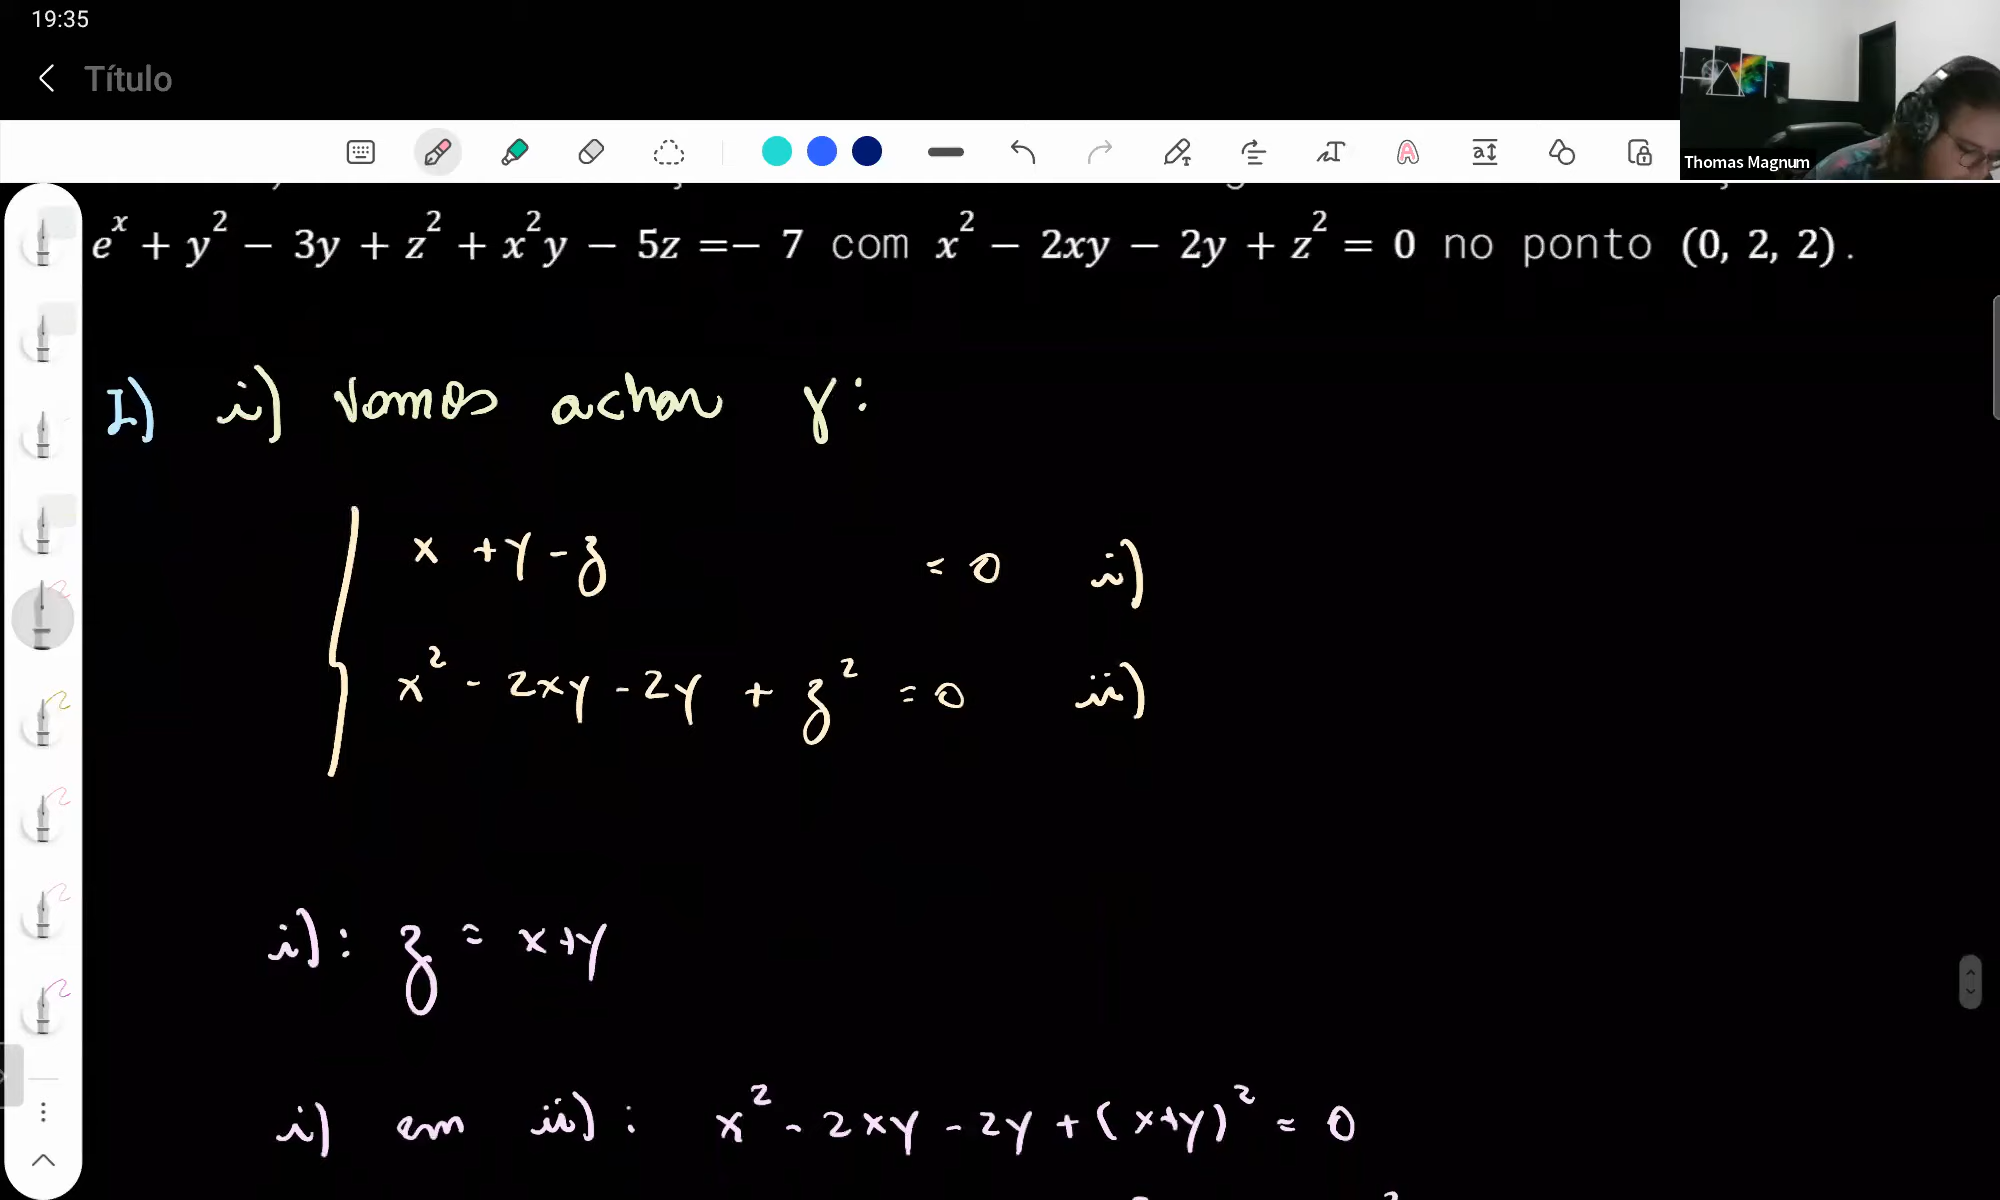 19:35
Título
Thomas Magnum
e^x + y^2 − 3y + z^2 + x^2y − 5z =− 7 com x^2 − 2xy − 2y + z^2 = 0 no ponto (0, 2, 2).
I) i) Vamos achar γ:
x + y - z = 0 i)
x^2 - 2xy - 2y + z^2 = 0 ii)
i): z = x+y
i) em ii): x^2 - 2xy - 2y + (x+y)^2 = 0